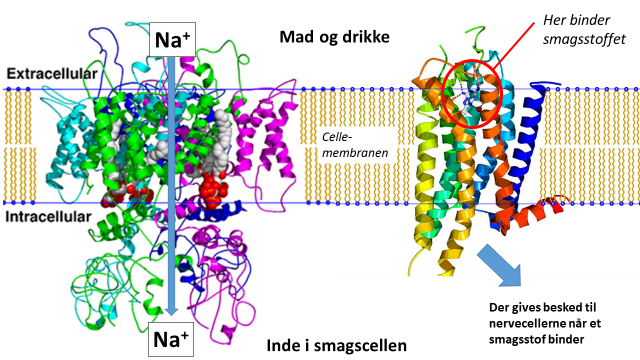 Na⁺
Mad og drikke
Her binder
smagsstoffet
Extracellular
Celle-
membranen
Intracellular
Na⁺
Inde i smagscellen
Der gives besked til
nervecellerne når et
smagsstof binder